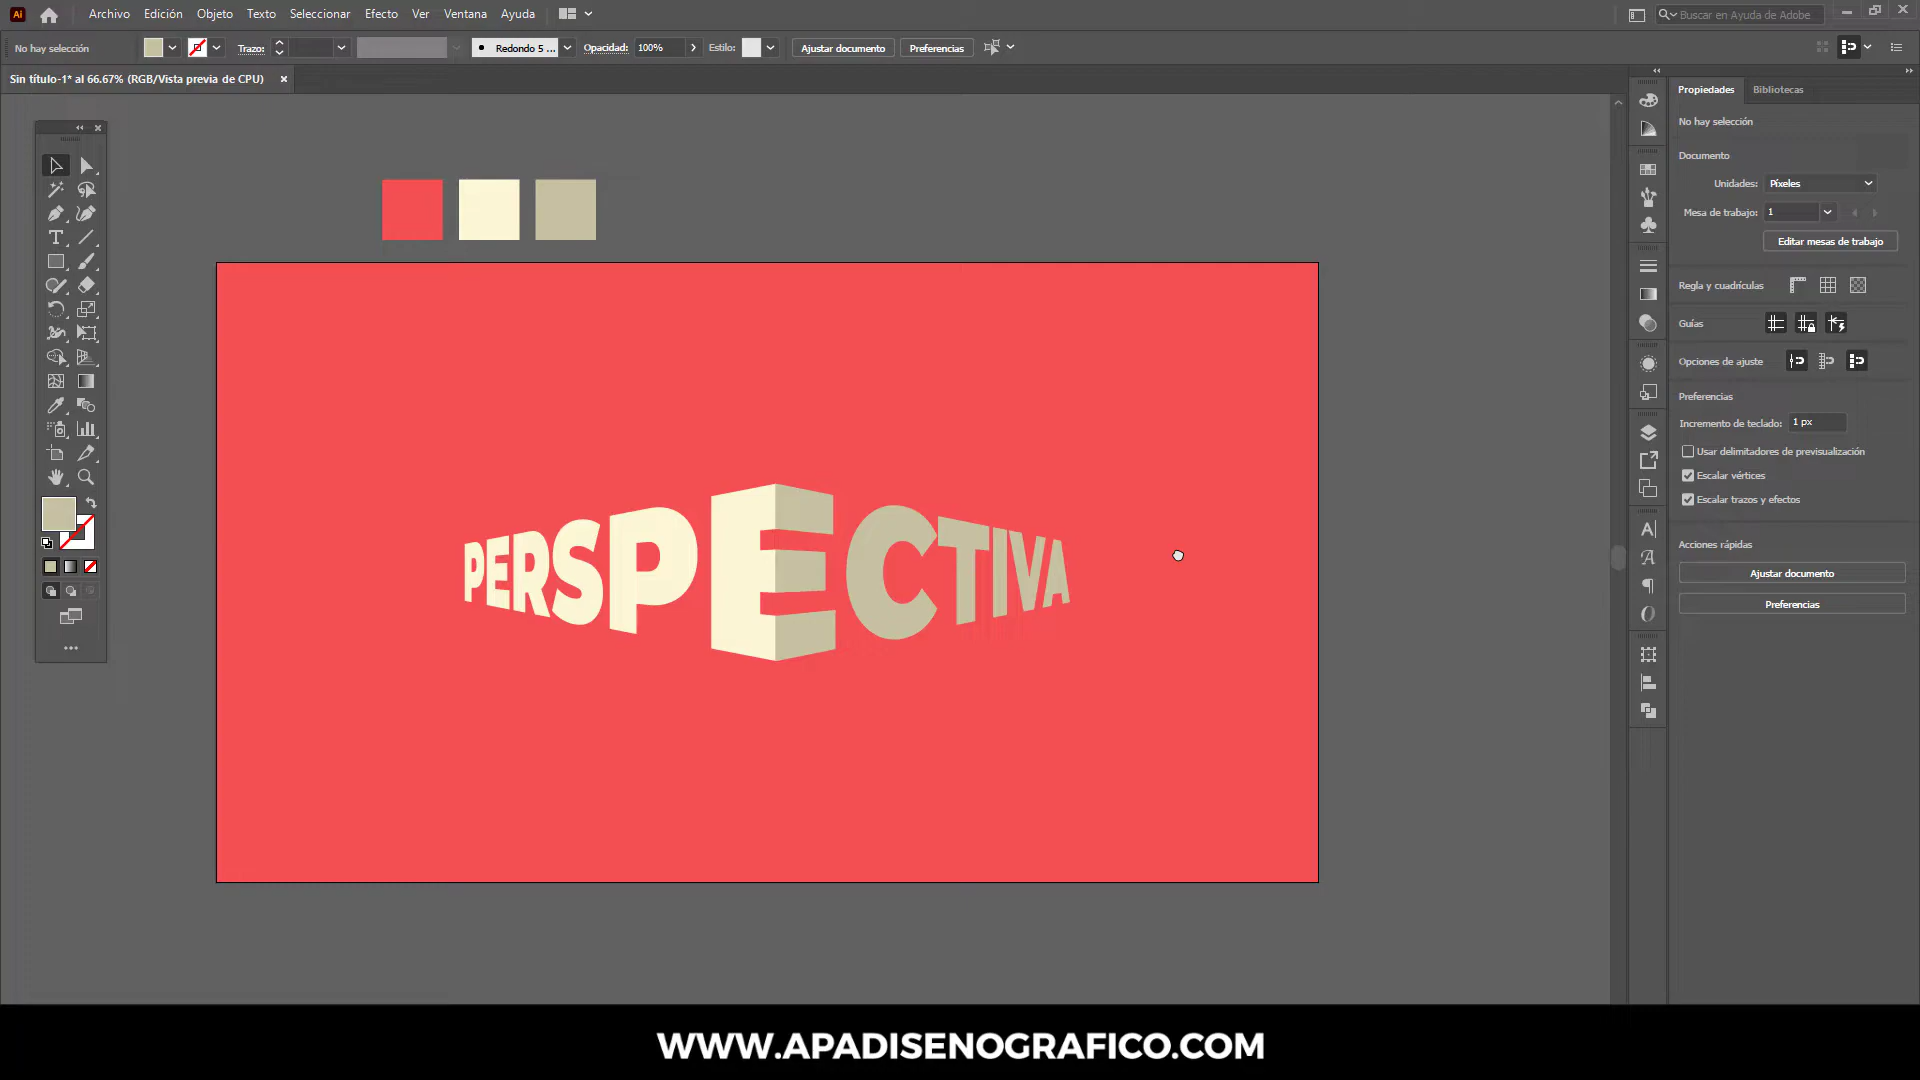 Ai Archivo Edición Objeto Texto Seleccionar Efecto Ver Ventana Ayuda Buscar en Ayuda de Adobe
No hay selección Trazo: Redondo 5 ... Opacidad: 100% Estilo: Ajustar documento Preferencias
Sin título-1* al 66.67% (RGB/Vista previa de CPU)
Propiedades Bibliotecas
No hay selección
Documento
Unidades: Píxeles
Mesa de trabajo: 1
Editar mesas de trabajo
Regla y cuadrículas
Guías
Opciones de ajuste
Preferencias
Incremento de teclado: 1 px
Usar delimitadores de previsualización
Escalar vértices
Escalar trazos y efectos
Acciones rápidas
Ajustar documento
Preferencias
PERSPECTIVA
WWW.APADISENOGRAFICO.COM